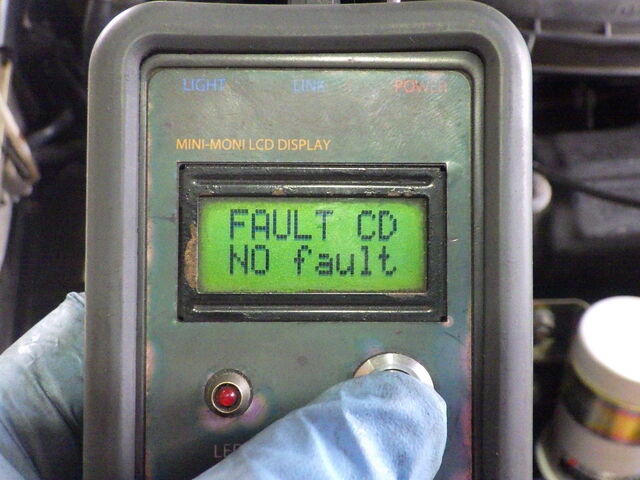 LIGHT LINK POWER
MINI-MONI LCD DISPLAY
FAULT CD
NO fault